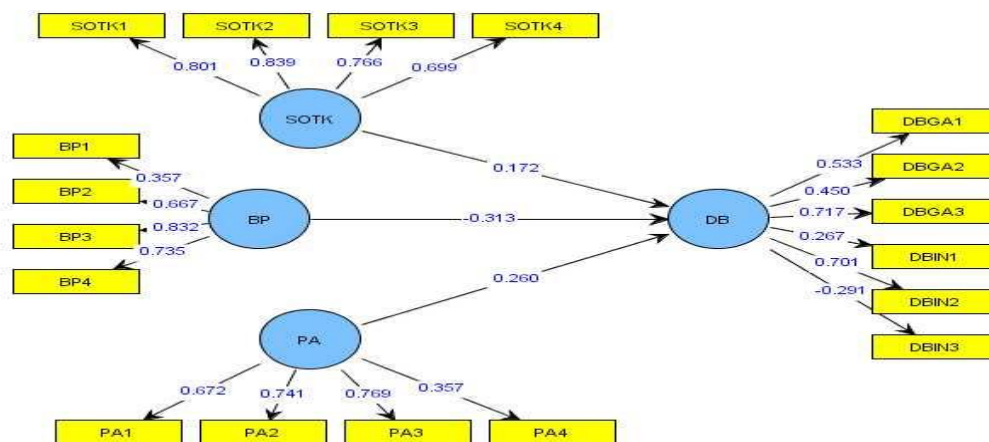 SOTK1 SOTK2 SOTK3 SOTK4
0.801 0.839 0.766 0.699
SOTK
BP1
BP2
BP3
BP4
0.357
0.667
0.832
0.735
BP
0.172
-0.313
0.260
DB
DBGA1
DBGA2
DBGA3
DBIN1
DBIN2
DBIN3
0.533
0.450
0.717
0.267
0.701
-0.291
PA
0.672 0.741 0.769 0.357
PA1 PA2 PA3 PA4